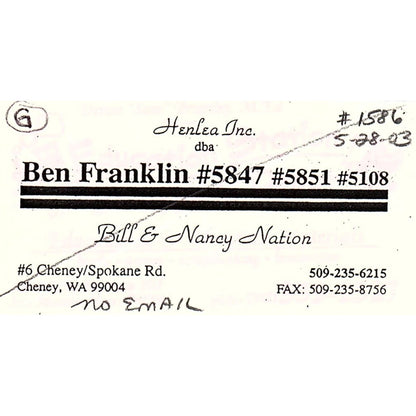 G
# 1586
5-28-03
Henlea Inc.
dba
Ben Franklin #5847 #5851 #5108
Bill & Nancy Nation
#6 Cheney/Spokane Rd.
509-235-6215
Cheney, WA 99004
FAX: 509-235-8756
NO EMAIL